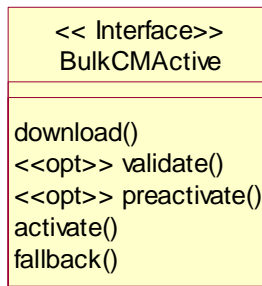 << Interface>>
BulkCMActive
download()
<<opt>> validate()
<<opt>> preactivate()
activate()
fallback()